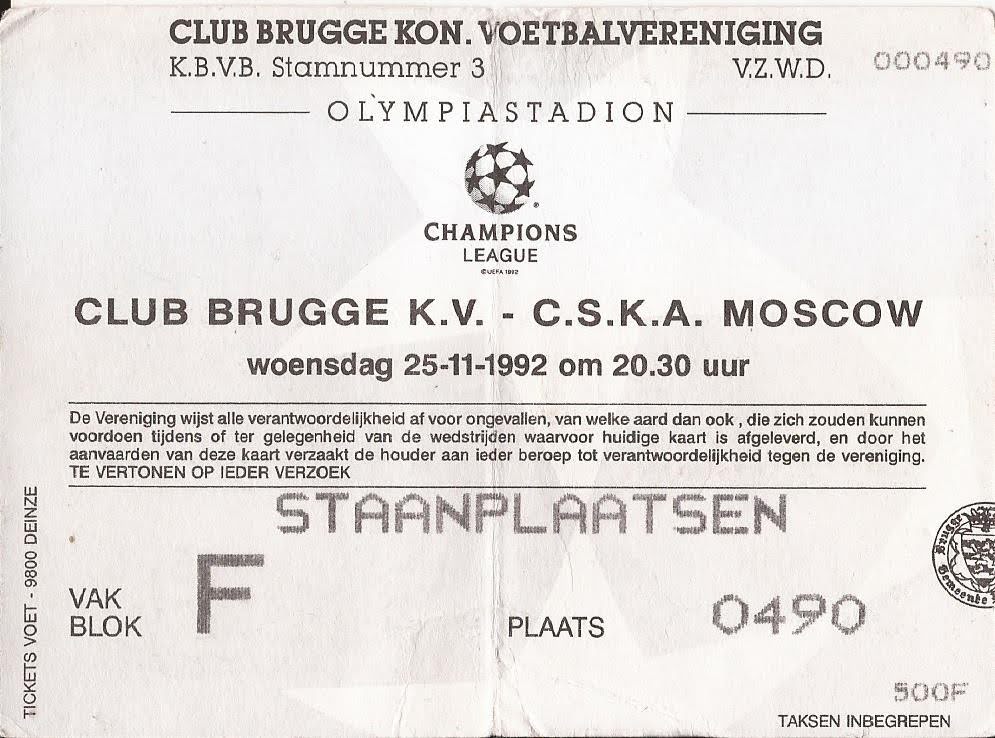 CLUB BRUGGE KON. VOETBALVERENIGING
K.B.V.B. Stamnummer 3 V.Z.W.D. 000490
OLYMPIASTADION
CHAMPIONS
LEAGUE
©UEFA 1992
CLUB BRUGGE K.V. - C.S.K.A. MOSCOW
woensdag 25-11-1992 om 20.30 uur
De Vereniging wijst alle verantwoordelijkheid af voor ongevallen, van welke aard dan ook , die zich zouden kunnen
voordoen tijdens of ter gelegenheid van de wedstrijden waarvoor huidige kaart is afgeleverd, en door het
aanvaarden van deze kaart verzaakt de houder aan ieder beroep tot verantwoordelijkheid tegen de vereniging.
TE VERTONEN OP IEDER VERZOEK
STAANPLAATSEN
VAK
BLOK
F
PLAATS
0490
Brugge
Gemeente
500F
TAKSEN INBEGREPEN
TICKETS VOET - 9800 DEINZE